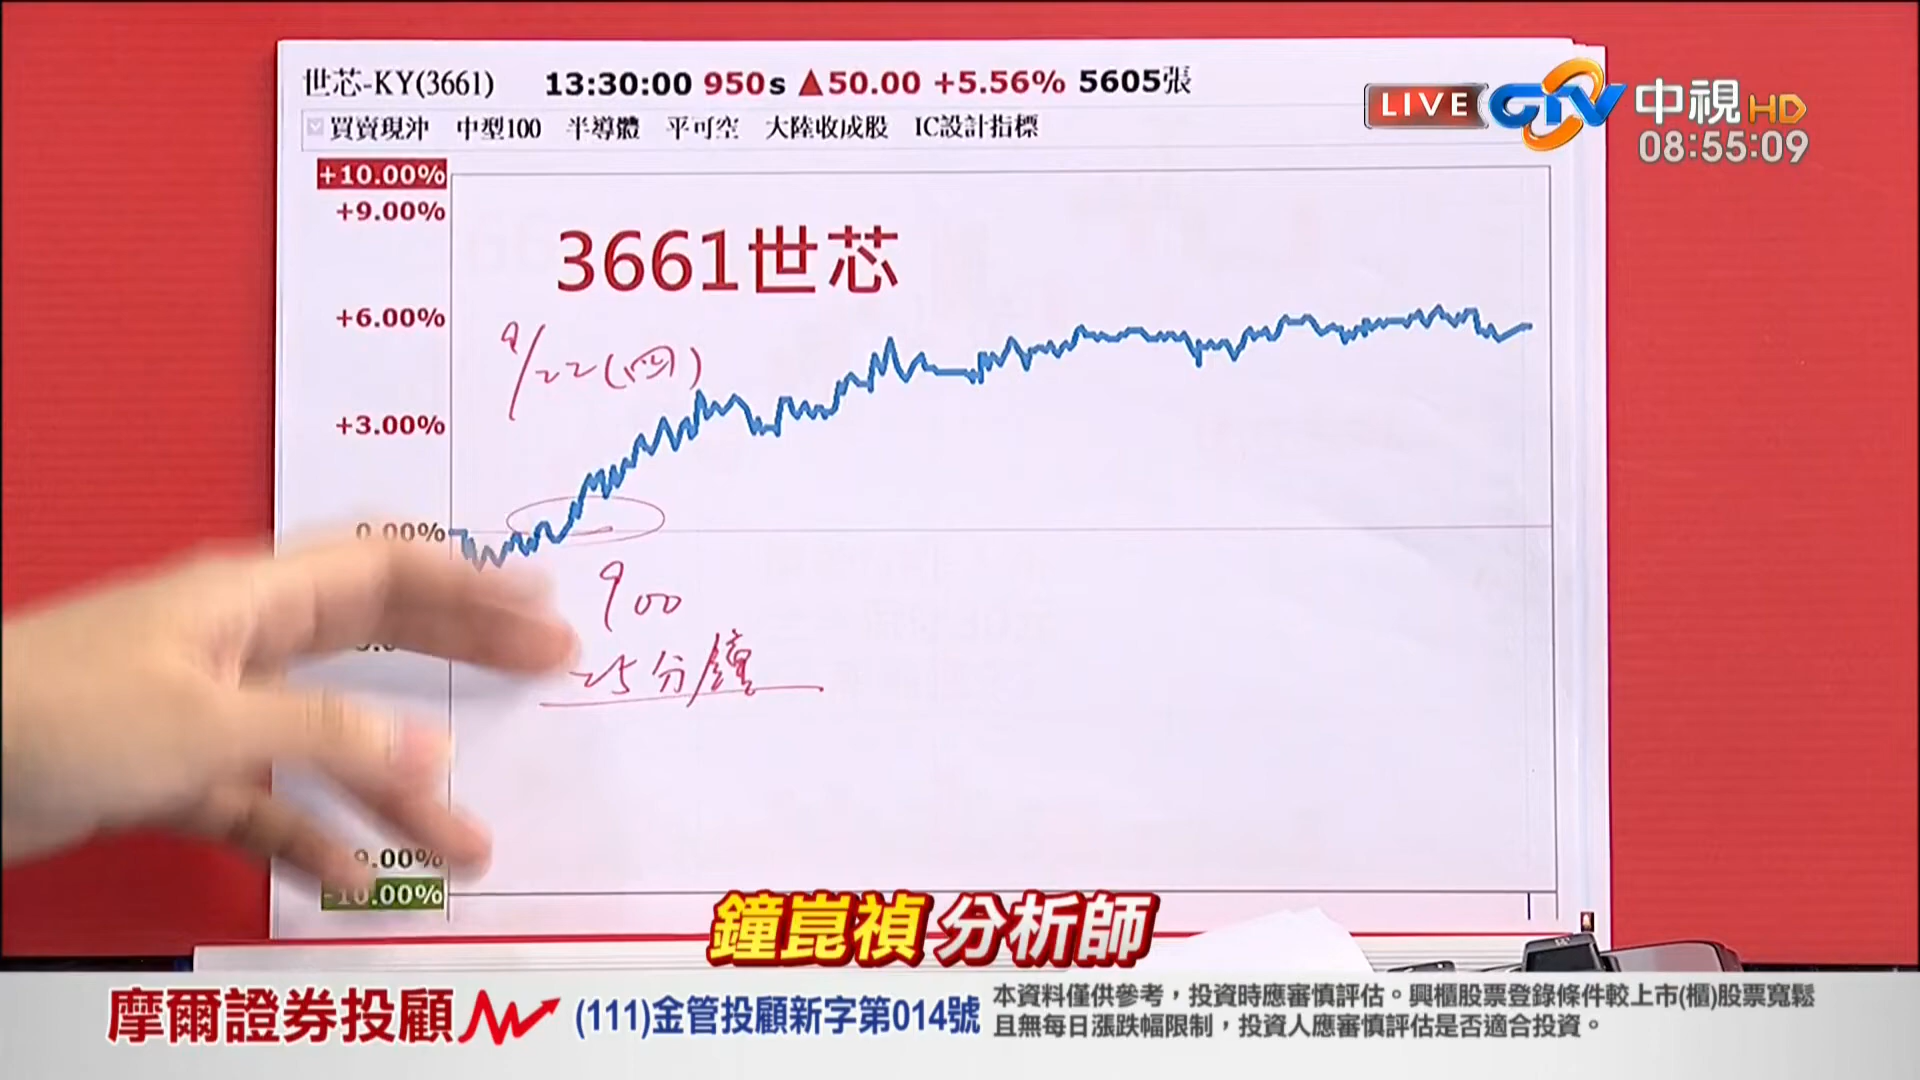 世芯-KY(3661) 13:30:00 950s ▲50.00 +5.56% 5605張
買賣現沖 中型100 半導體 平可空 大陸收成股 IC設計指標
LIVE CTV 中視HD
08:55:09
+10.00%
+9.00%
3661世芯
+6.00%
9/22(四)
+3.00%
0.00%
900
25分鐘
9.00%
-10.00%
鐘崑禎 分析師
摩爾證券投顧 (111)金管投顧新字第014號
本資料僅供參考，投資時應審慎評估。興櫃股票登錄條件較上市(櫃)股票寬鬆
且無每日漲跌幅限制，投資人應審慎評估是否適合投資。